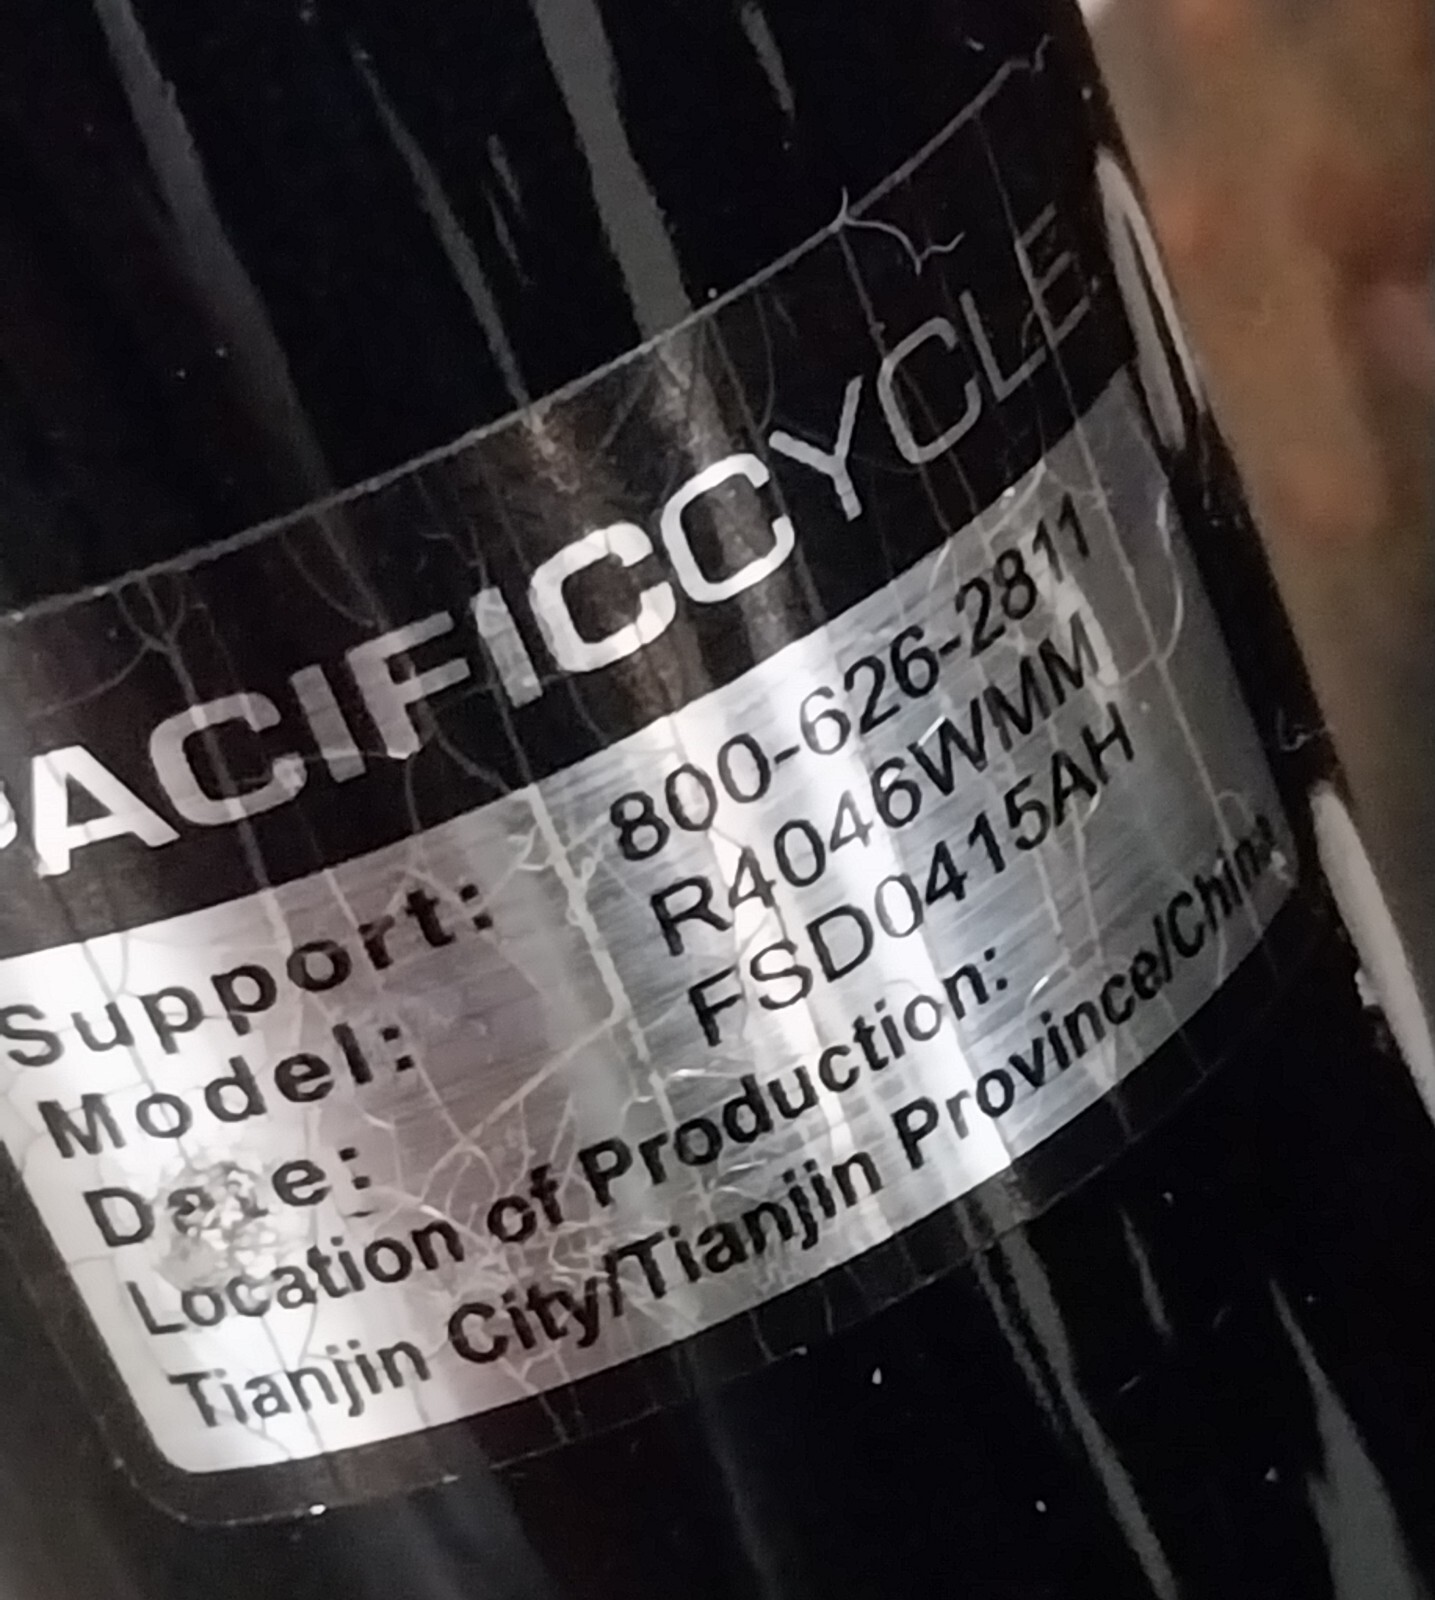 PACIFICCYCLE
Support: 800-626-2811
Model: R4046WMM
Date: FSD0415AH
Location of Production:
Tianjin City/Tianjin Province/China